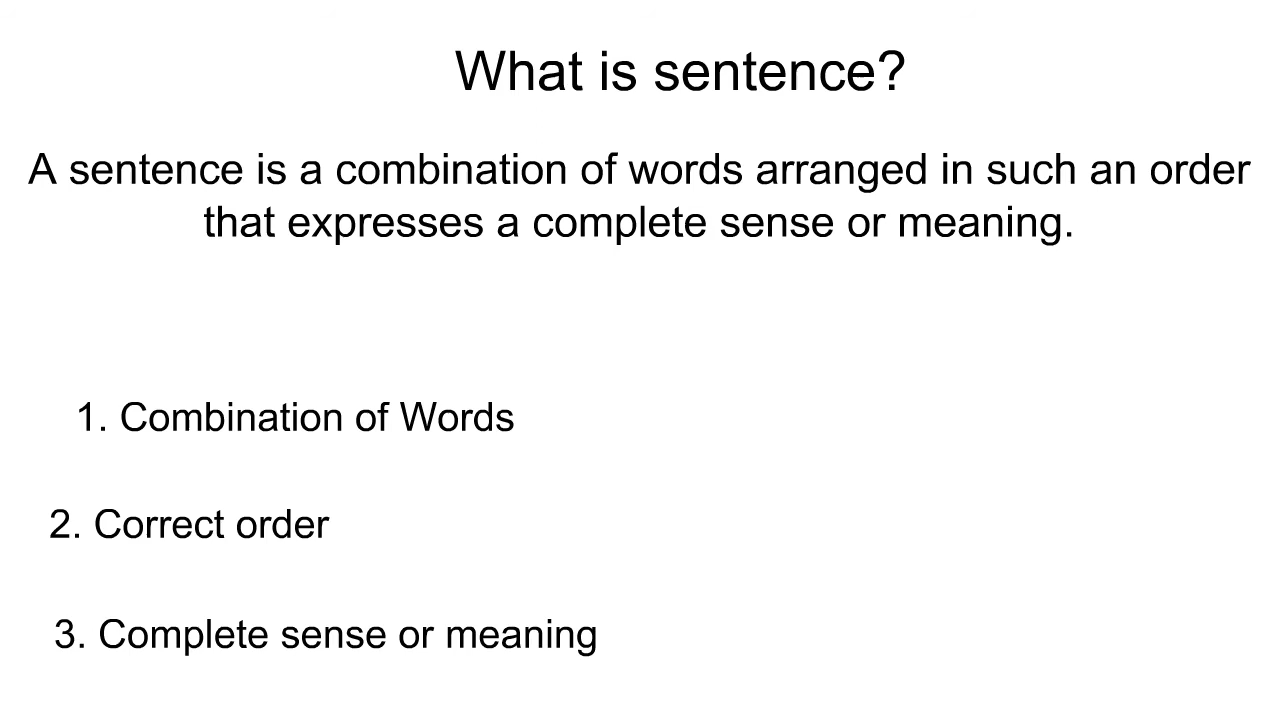 What is sentence?
A sentence is a combination of words arranged in such an order
that expresses a complete sense or meaning.
1. Combination of Words
2. Correct order
3. Complete sense or meaning